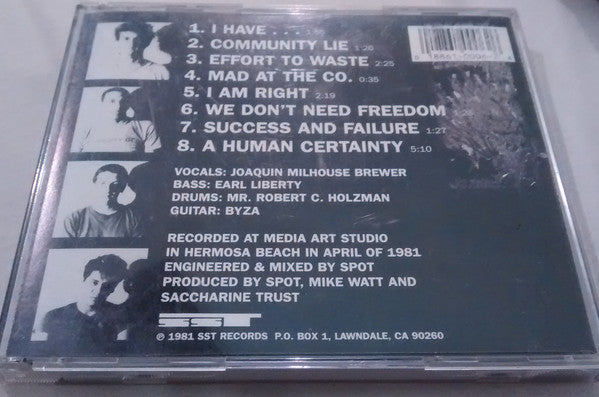 1. I HAVE . . .
2. COMMUNITY LIE 1:26
3. EFFORT TO WASTE 2:25
4. MAD AT THE CO. 0:35
5. I AM RIGHT 2:19
6. WE DON'T NEED FREEDOM
7. SUCCESS AND FAILURE 1:27
8. A HUMAN CERTAINTY 5:10
VOCALS: JOAQUIN MILHOUSE BREWER
BASS: EARL LIBERTY
DRUMS: MR. ROBERT C. HOLZMAN
GUITAR: BYZA
RECORDED AT MEDIA ART STUDIO
IN HERMOSA BEACH IN APRIL OF 1981
ENGINEERED & MIXED BY SPOT
PRODUCED BY SPOT, MIKE WATT AND
SACCHARINE TRUST
SST
℗ 1981 SST RECORDS P.O. BOX 1, LAWNDALE, CA 90260